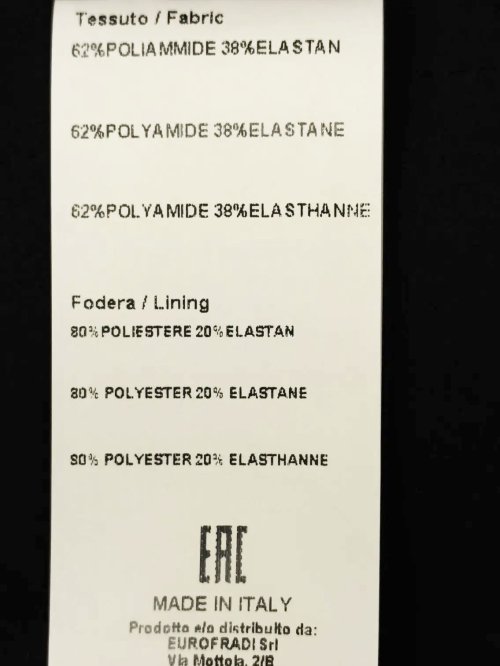 Tessuto / Fabric
62%POLIAMMIDE 38%ELASTAN
62%POLYAMIDE 38%ELASTANE
62%POLYAMIDE 38%ELASTHANNE
Fodera / Lining
80%POLIESTERE 20%ELASTAN
80% POLYESTER 20% ELASTANE
80% POLYESTER 20% ELASTHANNE
EAC
MADE IN ITALY
Prodotto e/o distribuito da:
EUROFRADI Srl
Via Mottola, 2/B